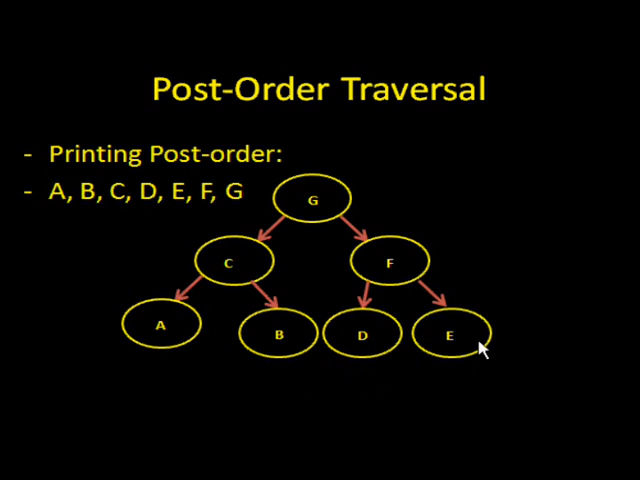 Post-Order Traversal
- Printing Post-order:
- A, B, C, D, E, F, G
G
C F
A B D E